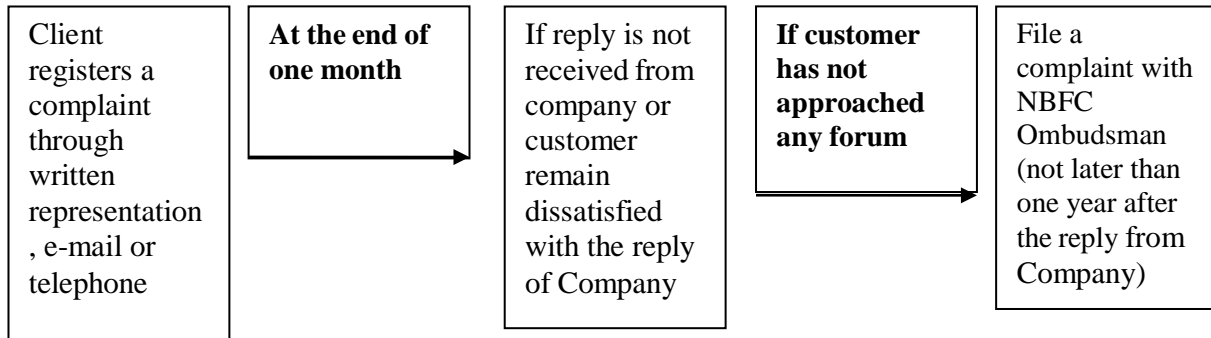 Client
registers a
complaint
through
written
representation
, e-mail or
telephone
At the end of
one month
If reply is not
received from
company or
customer
remain
dissatisfied
with the reply
of Company
If customer
has not
approached
any forum
File a
complaint with
NBFC
Ombudsman
(not later than
one year after
the reply from
Company)